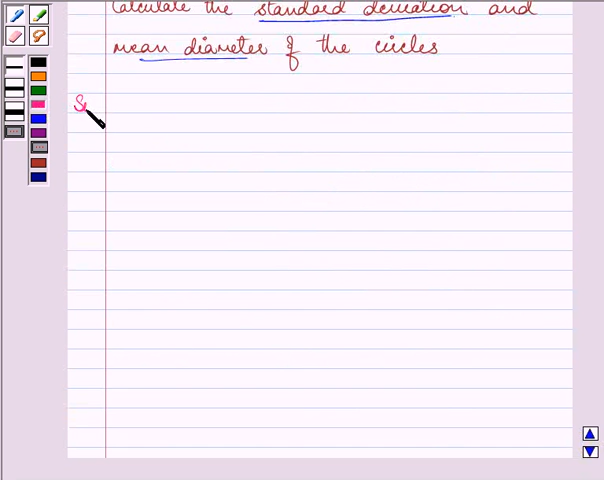 Calculate the standard deviation and
mean diameter of the circles
S